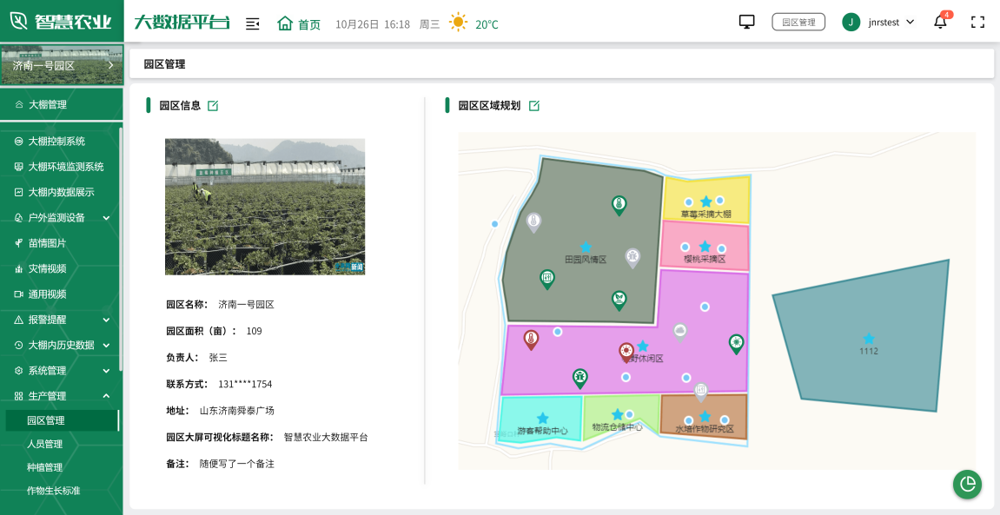 智慧农业
大数据平台
首页
10月26日 16:18 周三
20℃
园区管理
J
jnrstest
4
济南一号园区
园区管理
大棚管理
大棚控制系统
大棚环境监测系统
大棚内数据展示
户外监测设备
苗情图片
灾情视频
通用视频
报警提醒
大棚内历史数据
系统管理
生产管理
园区管理
人员管理
种植管理
作物生长标准
园区信息
新闻
园区名称: 济南一号园区
园区面积（亩）: 109
负责人: 张三
联系方式: 131****1754
地址: 山东济南舜泰广场
园区大屏可视化标题名称: 智慧农业大数据平台
备注: 随便写了一个备注
园区区域规划
草莓采摘大棚
田园风情区
樱桃采摘区
野休闲区
1112
游客帮助中心
物流仓储中心
水培作物研究区